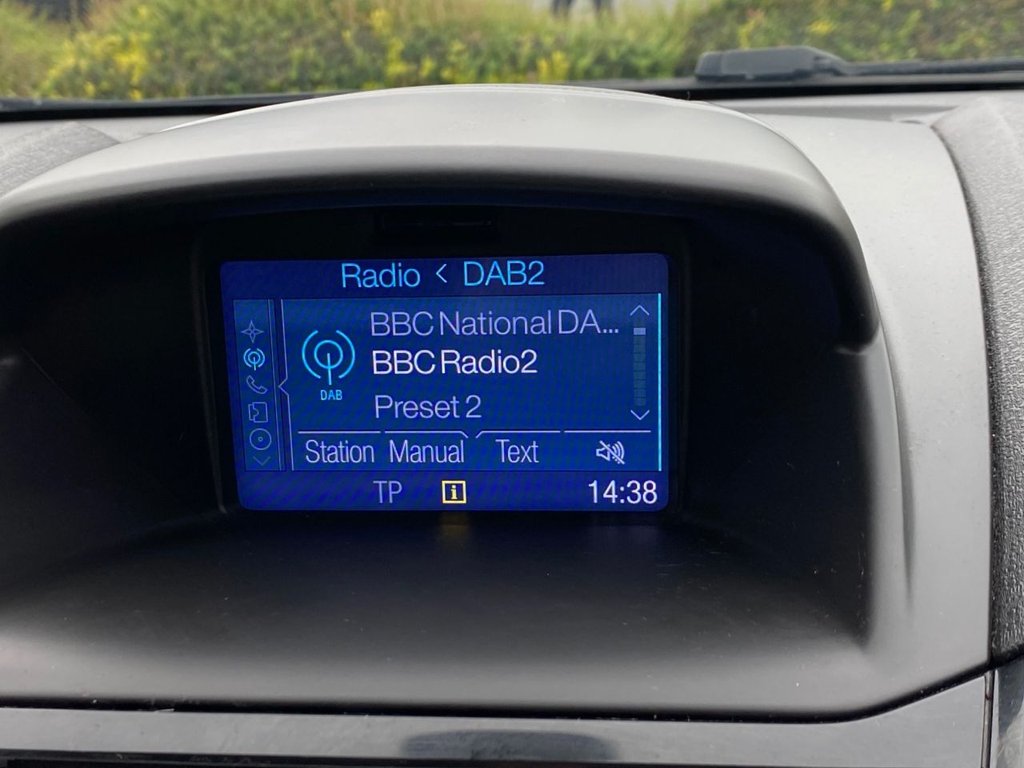 Radio < DAB2
BBC National DA...
BBC Radio2
DAB
Preset 2
Station Manual Text
TP i 14:38